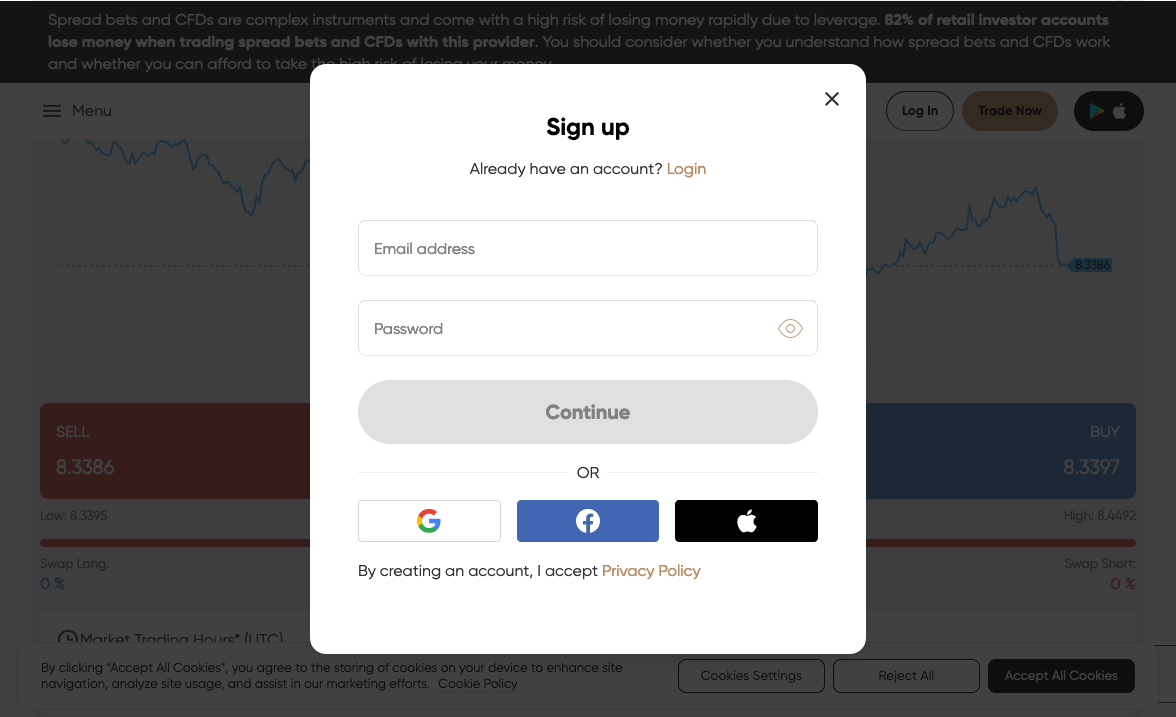 Spread bets and CFDs are complex instruments and come with a high risk of losing money rapidly due to leverage. 82% of retail investor accounts
lose money when trading spread bets and CFDs with this provider. You should consider whether you understand how spread bets and CFDs work
and whether you can afford to take the high risk of losing your money.
Menu
Log In
Trade Now
Sign up
Already have an account? Login
Email address
8.3386
Password
Continue
SELL
BUY
8.3386
8.3397
OR
Low: 8.3395
High: 8.4492
Swap Long:
Swap Short:
0 %
0 %
By creating an account, I accept Privacy Policy
Market Trading Hours* (UTC)
By clicking “Accept All Cookies”, you agree to the storing of cookies on your device to enhance site
navigation, analyze site usage, and assist in our marketing efforts. Cookie Policy
Cookies Settings
Reject All
Accept All Cookies